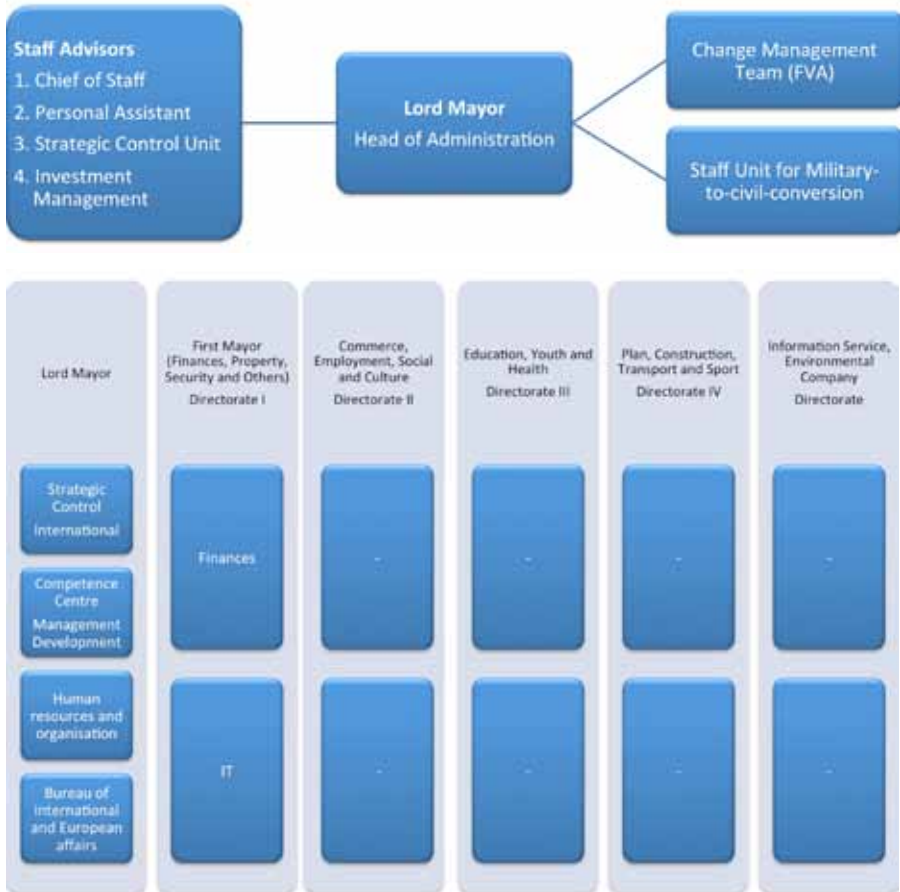 Staff Advisors
1. Chief of Staff
2. Personal Assistant
3. Strategic Control Unit
4. Investment
Management
Lord Mayor
Head of Administration
Change Management
Team (FVA)
Staff Unit for Military-
to-civil-conversion
Lord Mayor
Strategic
Control
International
Competence
Centre
Management
Development
Human
resources and
organisation
Bureau of
international
and European
affairs
First Mayor
(Finances, Property,
Security and Others)
Directorate I
Finances
IT
Commerce,
Employment, Social
and Culture
Directorate II
-
-
Education, Youth and
Health
Directorate III
-
-
Plan, Construction,
Transport and Sport
Directorate IV
-
-
Information Service,
Environmental
Company
Directorate
-
-